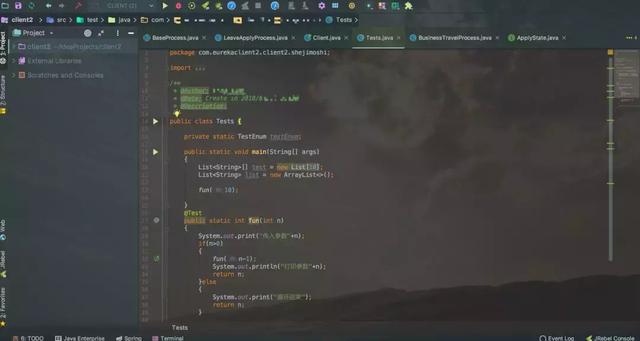 CLIENT (2)
client2 src test java com Tests
Project
BaseProcess.java LeaveApplyProcess.java Client.java Tests.java BusinessTravelProcess.java ApplyState.java
client2 ~/IdeaProjects/client2
External Libraries
Scratches and Consoles
1: Project
2: Structure
Web
JRebel
2: Favorites
package com.eurekaclient2.client2.shejimoshi;
import ...
/**
* @Author:
* @Date: Create in 2018/
* @Description:
public class Tests {
private static TestEnum testEnum;
public static void main(String[] args)
{
List<String>[] test = new List[10];
List<String> list = new ArrayList<>();
fun( 10);
}
@Test
public static int fun(int n)
{
System.out.print("传入参数"+n);
if(n>0)
{
fun( n-1);
System.out.println("打印参数"+n);
return n;
}else
{
System.out.print("循环结束");
return n;
}
Tests
6: TODO Java Enterprise Spring Terminal Event Log JRebel Console